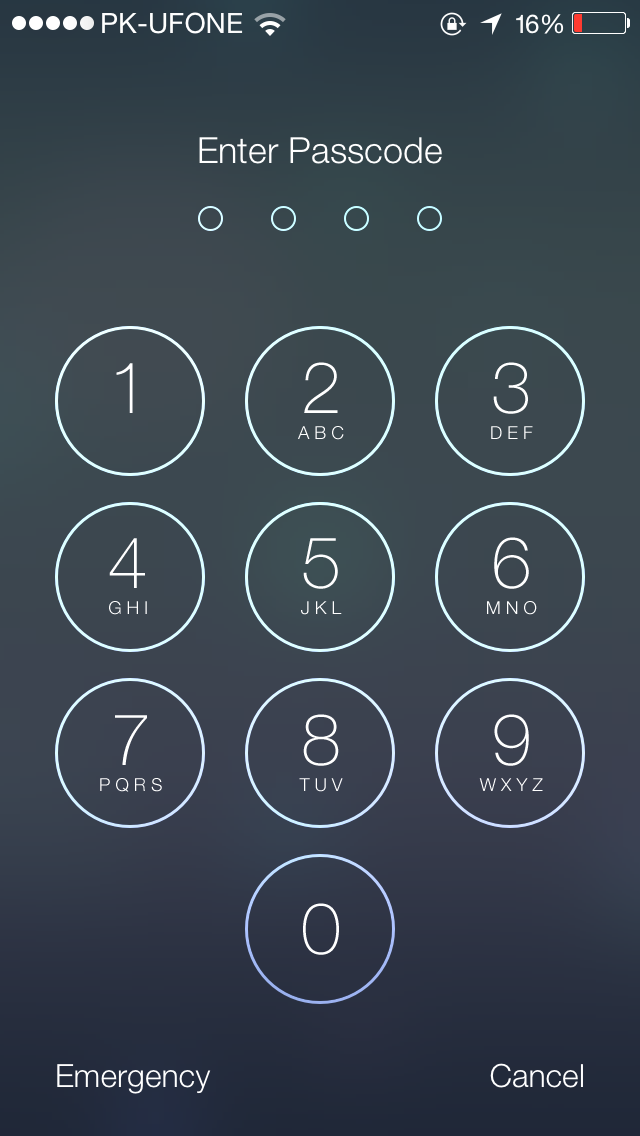 PK-UFONE 16%
Enter Passcode
1 2 3
ABC DEF
4 5 6
GHI JKL MNO
7 8 9
PQRS TUV WXYZ
0
Emergency Cancel